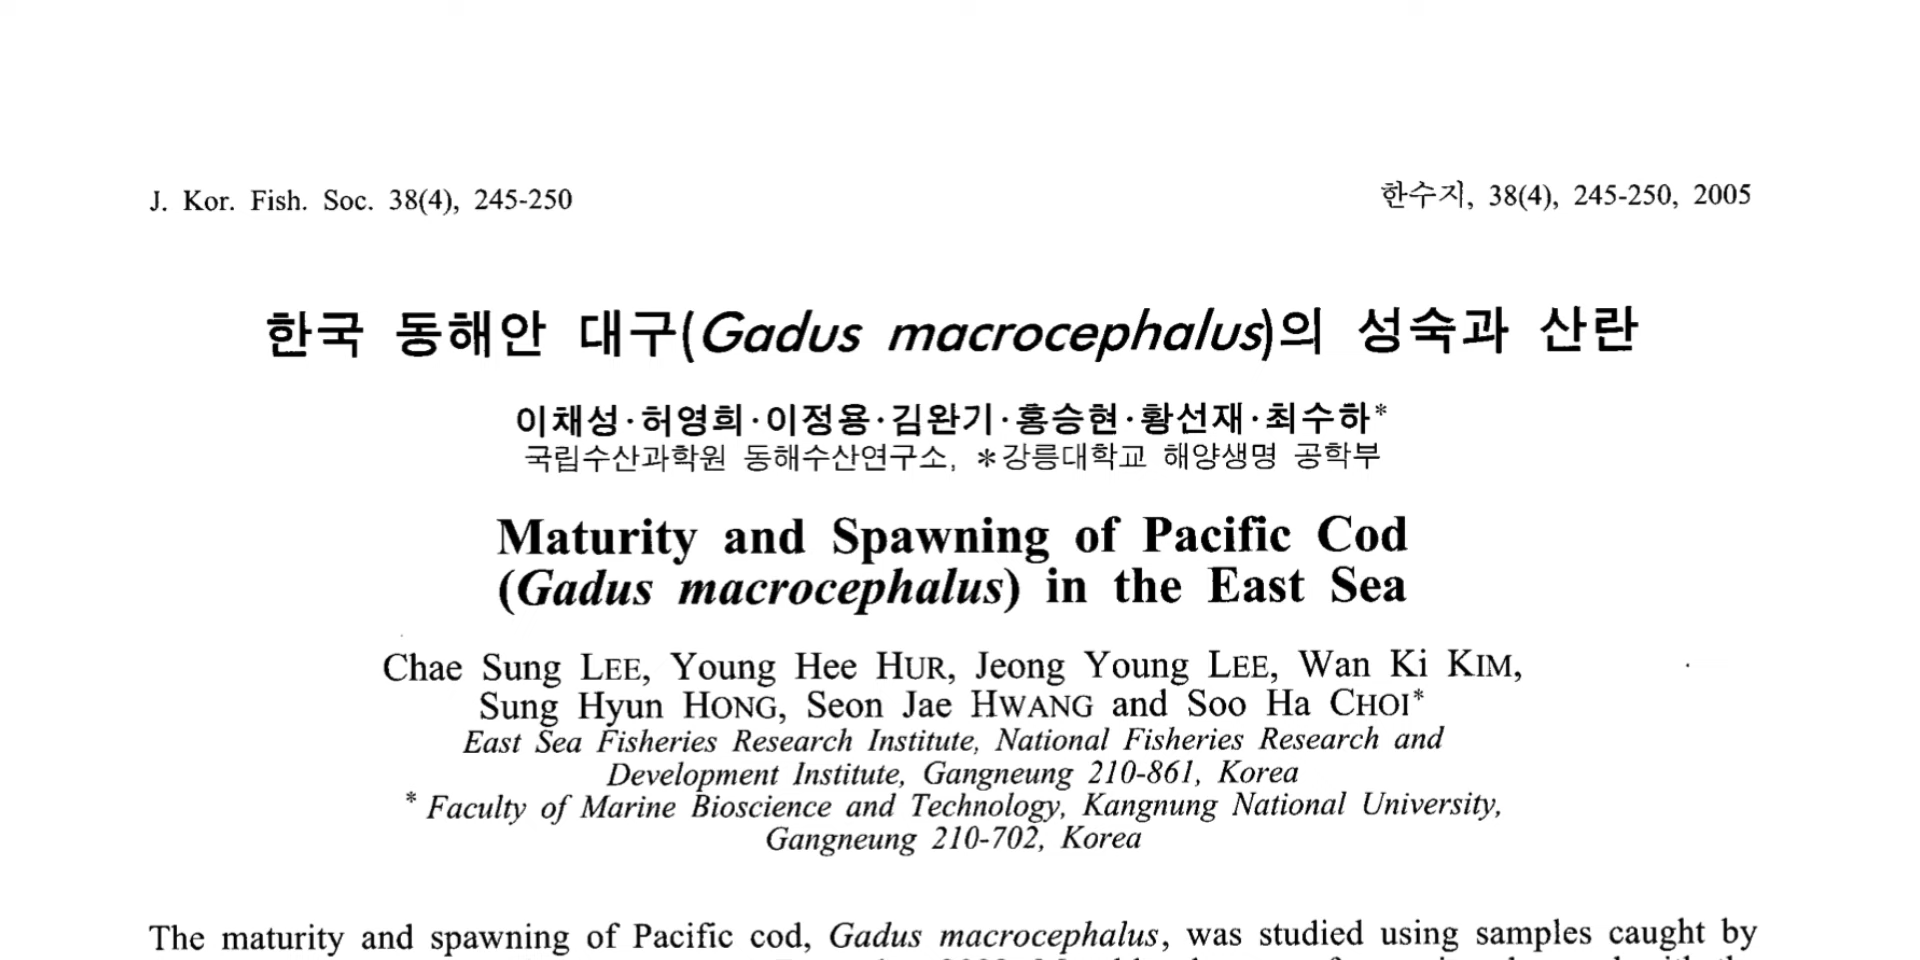 J. Kor. Fish. Soc. 38(4), 245-250
한수지, 38(4), 245-250, 2005
한국 동해안 대구(Gadus macrocephalus)의 성숙과 산란
이채성·허영희·이정용·김완기·홍승현·황선재·최수하*
국립수산과학원 동해수산연구소, *강릉대학교 해양생명 공학부
Maturity and Spawning of Pacific Cod
(Gadus macrocephalus) in the East Sea
Chae Sung LEE, Young Hee HUR, Jeong Young LEE, Wan Ki KIM,
Sung Hyun HONG, Seon Jae HWANG and Soo Ha CHOI*
East Sea Fisheries Research Institute, National Fisheries Research and
Development Institute, Gangneung 210-861, Korea
* Faculty of Marine Bioscience and Technology, Kangnung National University,
Gangneung 210-702, Korea
The maturity and spawning of Pacific cod, Gadus macrocephalus, was studied using samples caught by